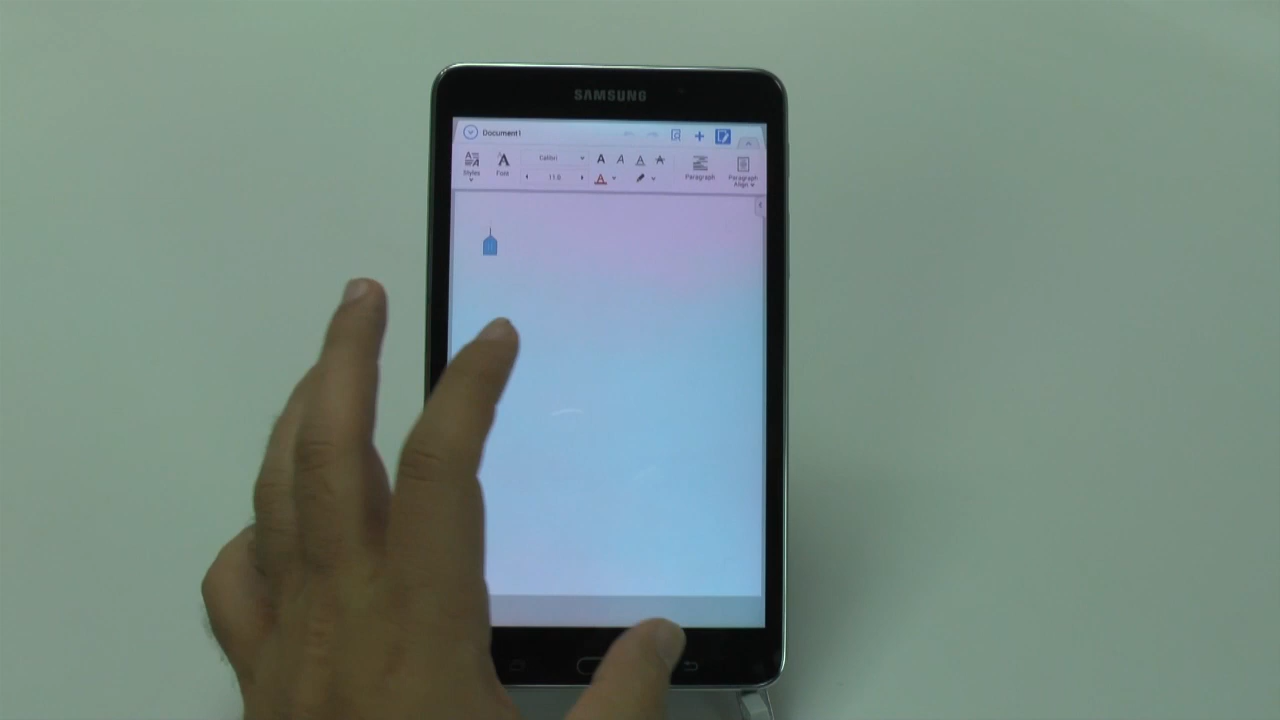 SAMSUNG
Document1
Styles
Font
Calibri
A A A A
11.0
A
Paragraph
Paragraph
Align